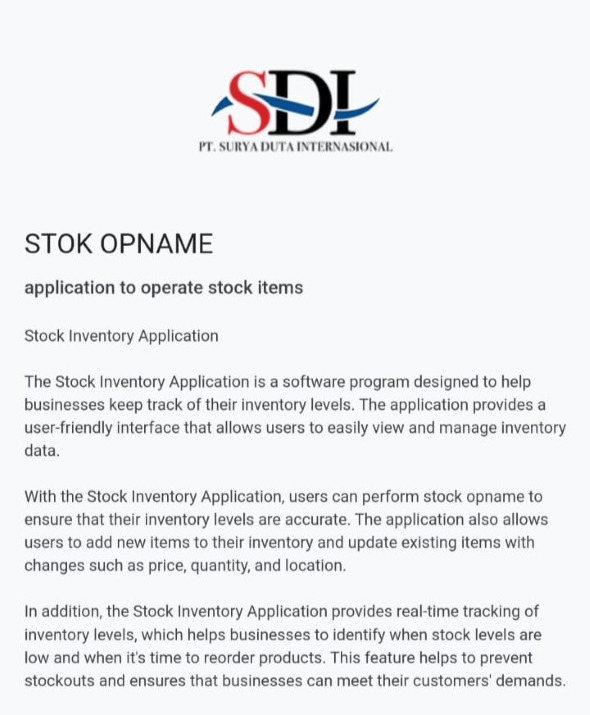 SDI
PT. SURYA DUTA INTERNASIONAL
STOK OPNAME
application to operate stock items
Stock Inventory Application
The Stock Inventory Application is a software program designed to help
businesses keep track of their inventory levels. The application provides a
user-friendly interface that allows users to easily view and manage inventory
data.
With the Stock Inventory Application, users can perform stock opname to
ensure that their inventory levels are accurate. The application also allows
users to add new items to their inventory and update existing items with
changes such as price, quantity, and location.
In addition, the Stock Inventory Application provides real-time tracking of
inventory levels, which helps businesses to identify when stock levels are
low and when it's time to reorder products. This feature helps to prevent
stockouts and ensures that businesses can meet their customers' demands.